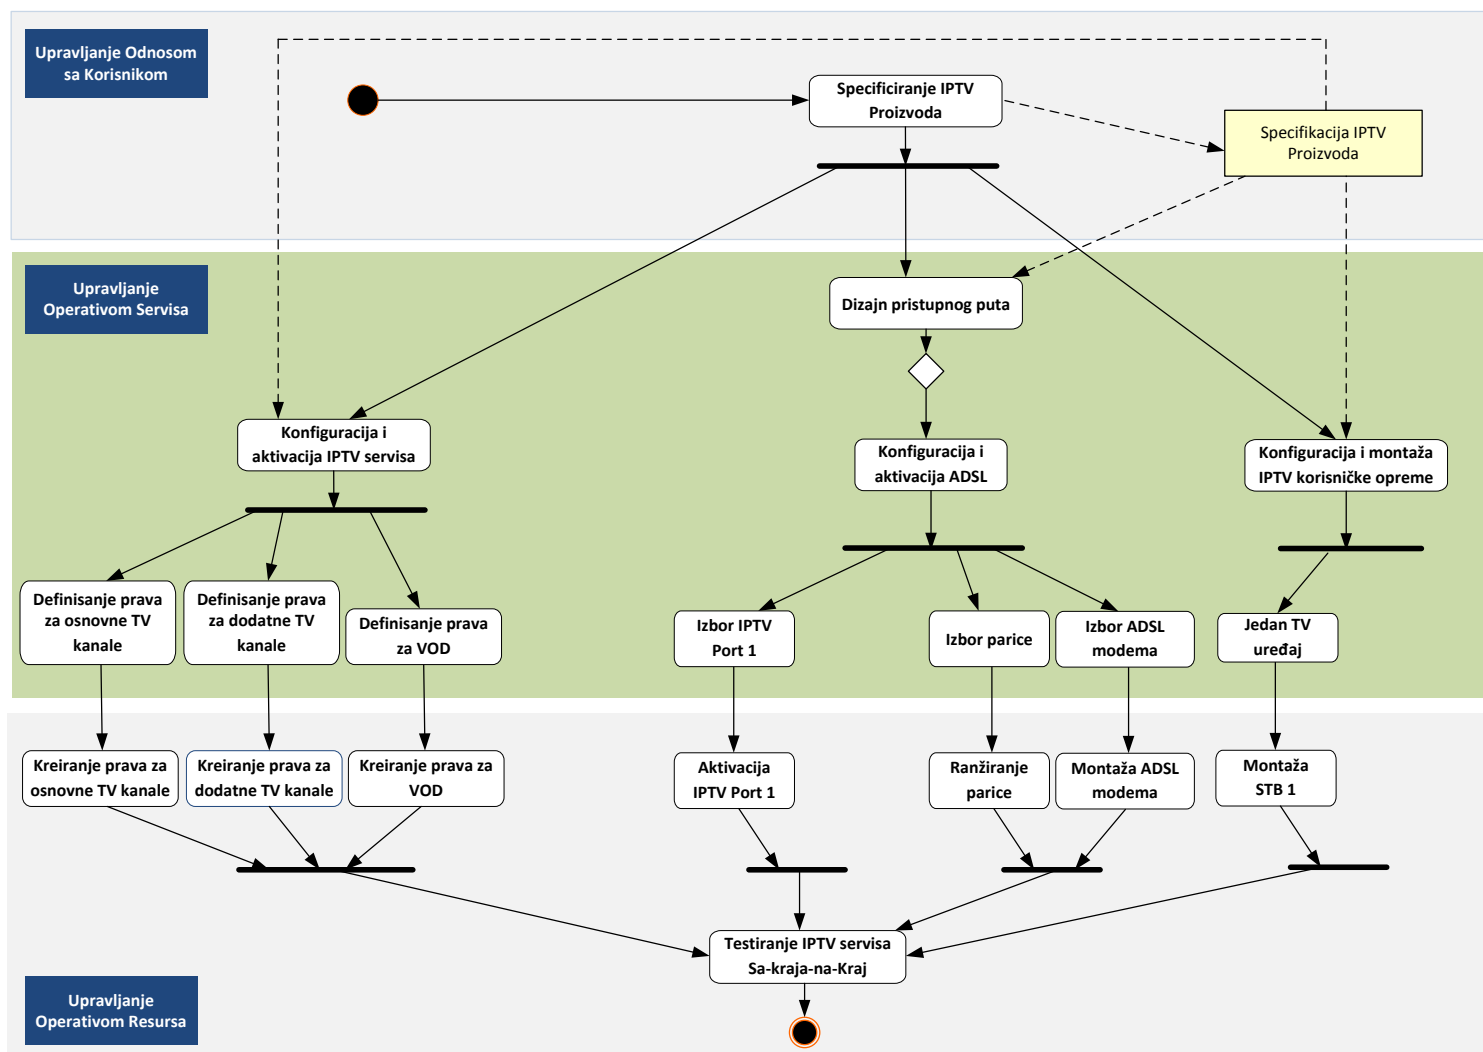 Upravljanje Odnosom
sa Korisnikom
Specificiranje IPTV
Proizvoda
Specifikacija IPTV
Proizvoda
Upravljanje
Operativom Servisa
Dizajn pristupnog puta
Konfiguracija i
aktivacija IPTV servisa
Konfiguracija i
aktivacija ADSL
Konfiguracija i montaža
IPTV korisničke opreme
Definisanje prava
za osnovne TV
kanale
Definisanje prava
za dodatne TV
kanale
Definisanje prava
za VOD
Izbor IPTV
Port 1
Izbor parice
Izbor ADSL
modema
Jedan TV
uređaj
Kreiranje prava za
osnovne TV kanale
Kreiranje prava za
dodatne TV kanale
Kreiranje prava za
VOD
Aktivacija
IPTV Port 1
Ranžiranje
parice
Montaža ADSL
modema
Montaža
STB 1
Testiranje IPTV servisa
Sa-kraja-na-Kraj
Upravljanje
Operativom Resursa